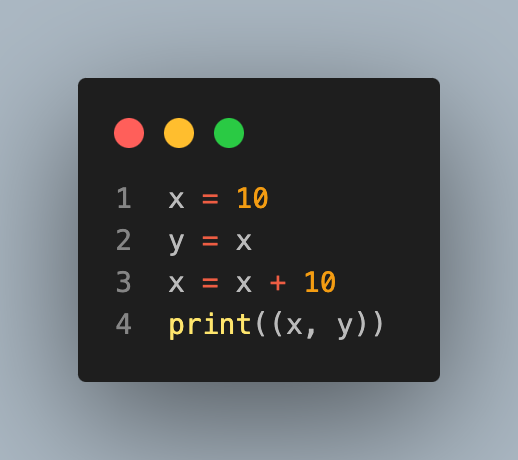 1 x = 10
2 y = x
3 x = x + 10
4 print((x, y))